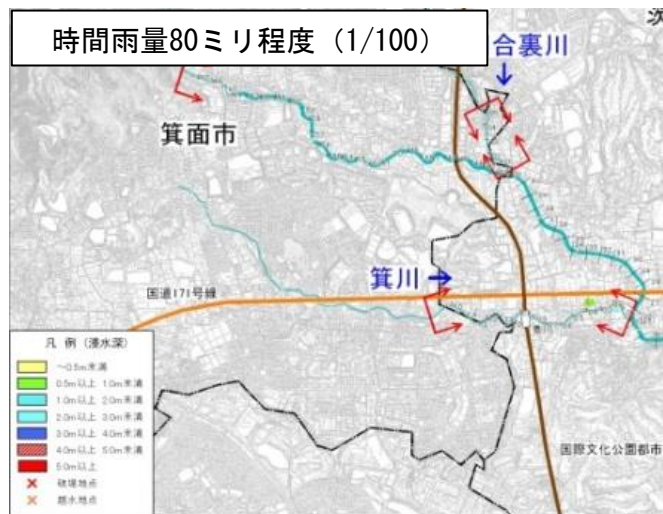 時間雨量80ミリ程度（1/100）
茨
合裏川
箕面市
箕川
国道171号線
凡 例 (浸水深)
～0.5m未満
0.5m以上 1.0m未満
1.0m以上 2.0m未満
2.0m以上 3.0m未満
3.0m以上 4.0m未満
4.0m以上 5.0m未満
5.0m以上
破堤地点
越水地点
国際文化公園都市